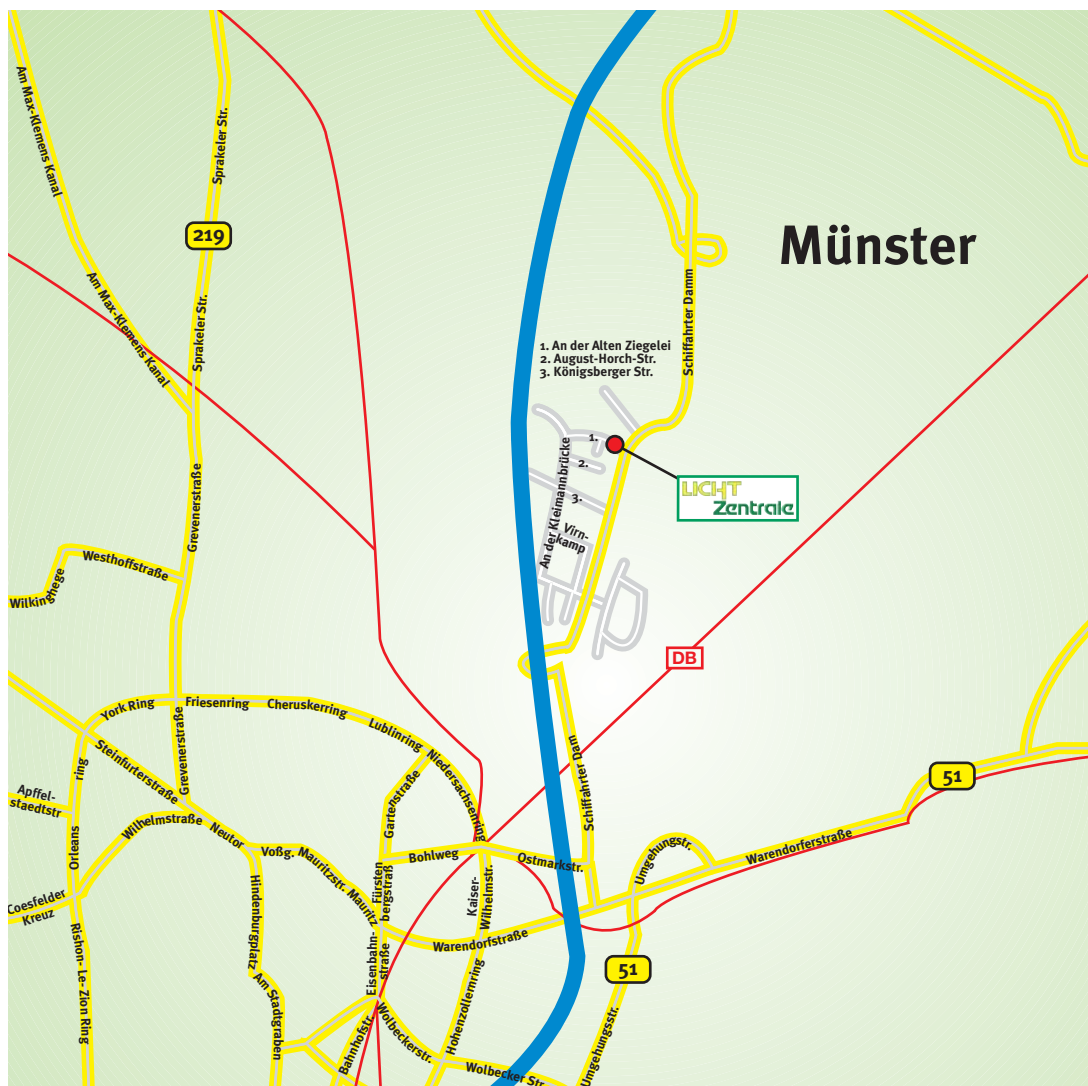 Am Max-Klemens Kanal
Sprakeler Str.
219
Münster
Am Max-Klemens Kanal
Sprakeler Str.
Schiffahrter Damm
1. An der Alten Ziegelei
2. August-Horch-Str.
3. Königsberger Str.
1.
2.
3.
An der Kleimannbrücke
Virn-
kamp
LICHT
Zentrale
Grevenerstraße
Westhoffstraße
Wilkinghege
DB
York Ring
Friesenring
Cheruskerring
Lublinring
Niedersachsenring
Grevenerstraße
Steinfurterstraße
ring
Orleans
Apffel-
staedtstr
Wilhelmstraße
Neutor
Voßg.
Mauritzstr.
Mauritz
Gartenstraße
Fürsten
bergstraß
Bohlweg
Ostmarkstr.
Schiffahrter Dam
Umgehungstr.
Warendorferstraße
51
Kaiser-
Wilhelmstr.
Coesfelder
Kreuz
Rishon- Le- Zion Ring
Hindenburgplatz
Am Stadtgraben
Eisenbahn-
straße
Warendorfstraße
Hohenzollernring
51
Bahnhofstr.
Wolbeckerstr.
Wolbecker Str.
Umgehungsstr.